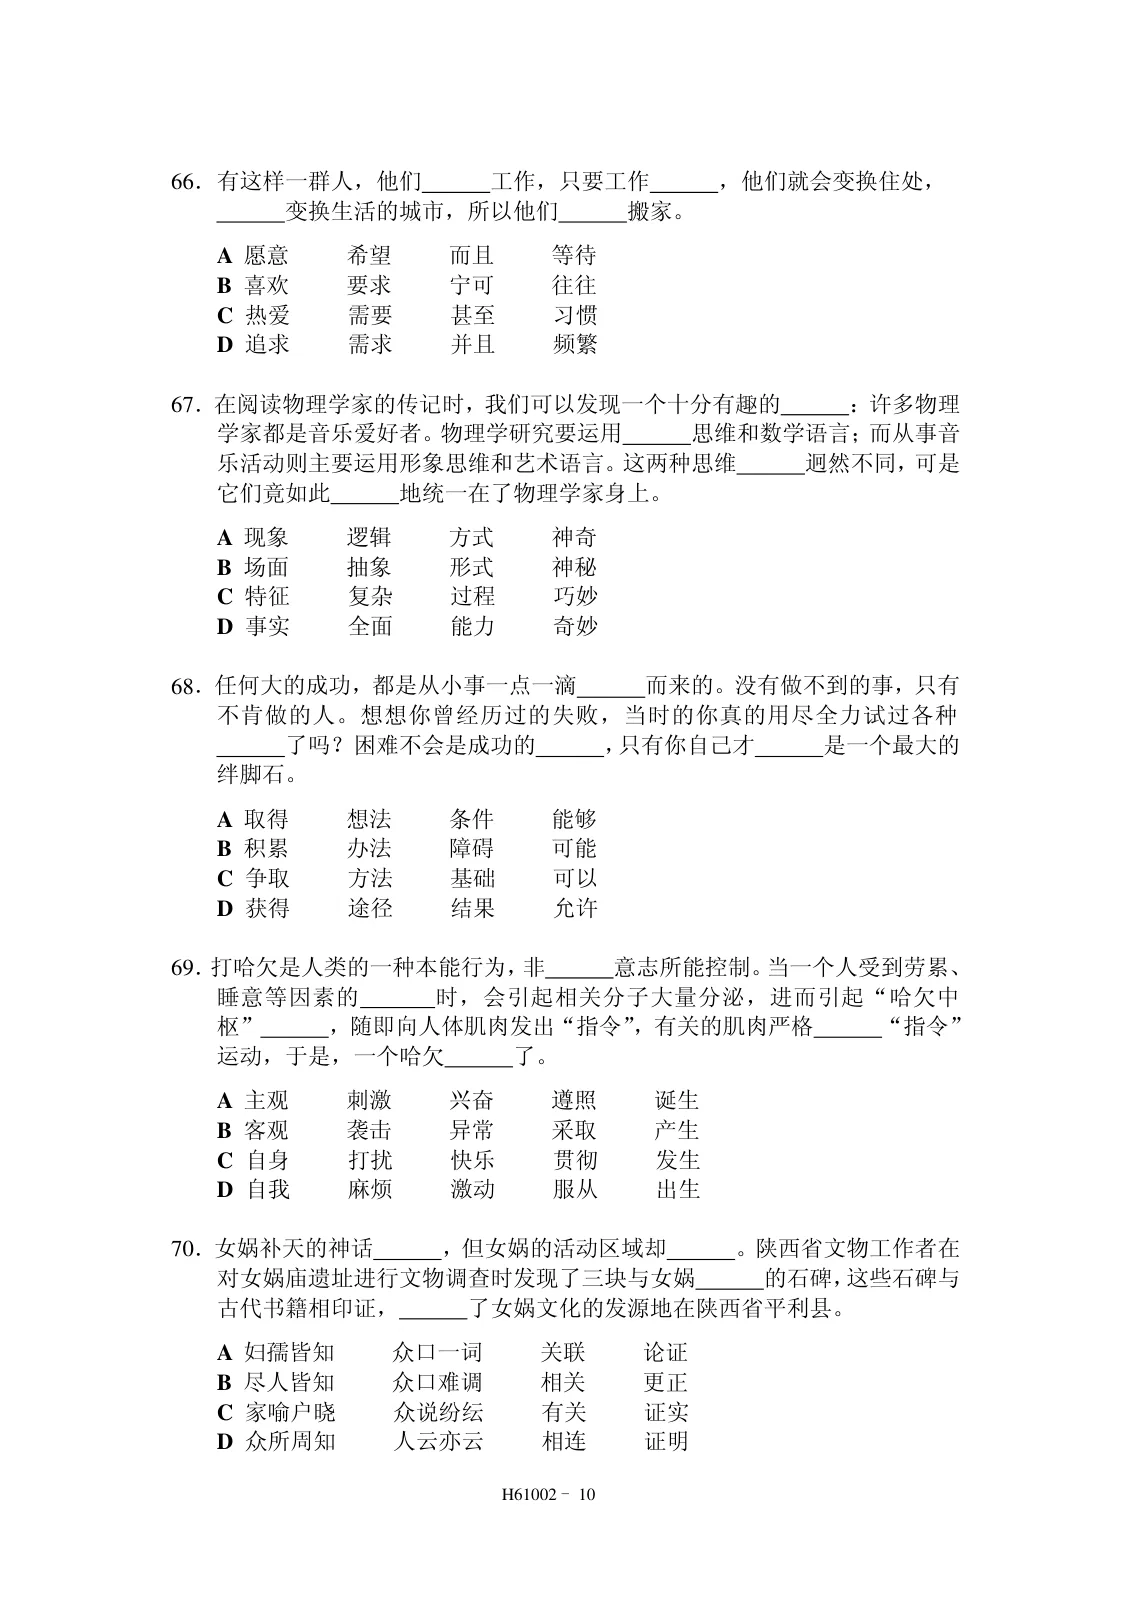 66．有这样一群人，他们______工作，只要工作______，他们就会变换住处，
______变换生活的城市，所以他们______搬家。
A 愿意 希望 而且 等待
B 喜欢 要求 宁可 往往
C 热爱 需要 甚至 习惯
D 追求 需求 并且 频繁
67．在阅读物理学家的传记时，我们可以发现一个十分有趣的______：许多物理
学家都是音乐爱好者。物理学研究要运用______思维和数学语言；而从事音
乐活动则主要运用形象思维和艺术语言。这两种思维______迥然不同，可是
它们竟如此______地统一在了物理学家身上。
A 现象 逻辑 方式 神奇
B 场面 抽象 形式 神秘
C 特征 复杂 过程 巧妙
D 事实 全面 能力 奇妙
68．任何大的成功，都是从小事一点一滴______而来的。没有做不到的事，只有
不肯做的人。想想你曾经历过的失败，当时的你真的用尽全力试过各种
______了吗？困难不会是成功的______，只有你自己才______是一个最大的
绊脚石。
A 取得 想法 条件 能够
B 积累 办法 障碍 可能
C 争取 方法 基础 可以
D 获得 途径 结果 允许
69．打哈欠是人类的一种本能行为，非______意志所能控制。当一个人受到劳累、
睡意等因素的______时，会引起相关分子大量分泌，进而引起“哈欠中
枢”______，随即向人体肌肉发出“指令”，有关的肌肉严格______“指令”
运动，于是，一个哈欠______了。
A 主观 刺激 兴奋 遵照 诞生
B 客观 袭击 异常 采取 产生
C 自身 打扰 快乐 贯彻 发生
D 自我 麻烦 激动 服从 出生
70．女娲补天的神话______，但女娲的活动区域却______。陕西省文物工作者在
对女娲庙遗址进行文物调查时发现了三块与女娲______的石碑，这些石碑与
古代书籍相印证，______了女娲文化的发源地在陕西省平利县。
A 妇孺皆知 众口一词 关联 论证
B 尽人皆知 众口难调 相关 更正
C 家喻户晓 众说纷纭 有关 证实
D 众所周知 人云亦云 相连 证明
H61002－ 10